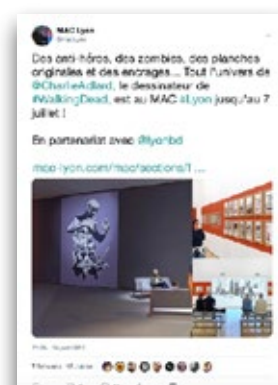 MAC Lyon
Des anti-héros, des zombies, des planches
originales et des encrages... Tout l'univers de
@CharlieAdlard, le dessinateur de
#WalkingDead, est au MAC #Lyon jusqu'au 7
juillet !
En partenariat avec @lyonbd
mac-lyon.com/mac/sections/f...